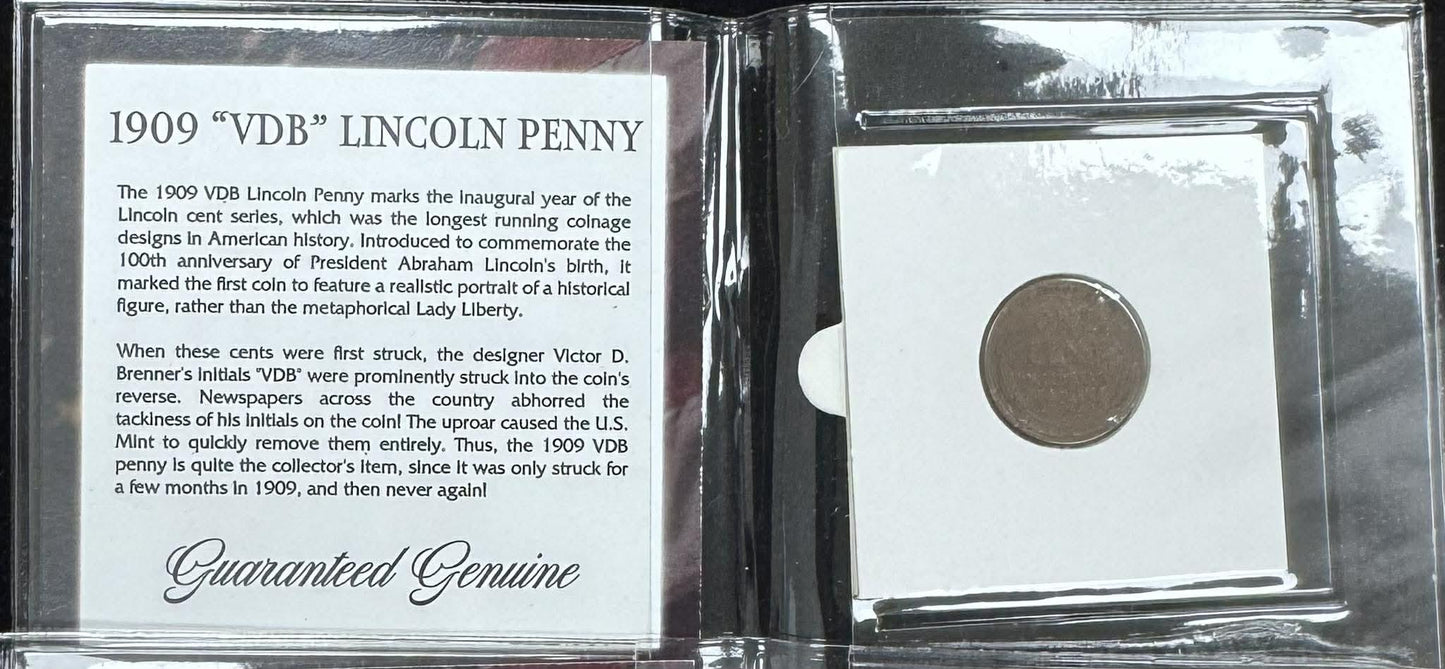 1909 “VDB” LINCOLN PENNY
The 1909 VDB Lincoln Penny marks the inaugural year of the
Lincoln cent series, which was the longest running coinage
designs in American history. Introduced to commemorate the
100th anniversary of President Abraham Lincoln's birth, it
marked the first coin to feature a realistic portrait of a historical
figure, rather than the metaphorical Lady Liberty.
When these cents were first struck, the designer Victor D.
Brenner's initials "VDB" were prominently struck into the coin's
reverse. Newspapers across the country abhorred the
tackiness of his initials on the coin! The uproar caused the U.S.
Mint to quickly remove them entirely. Thus, the 1909 VDB
penny is quite the collector's item, since it was only struck for
a few months in 1909, and then never again!
Guaranteed Genuine